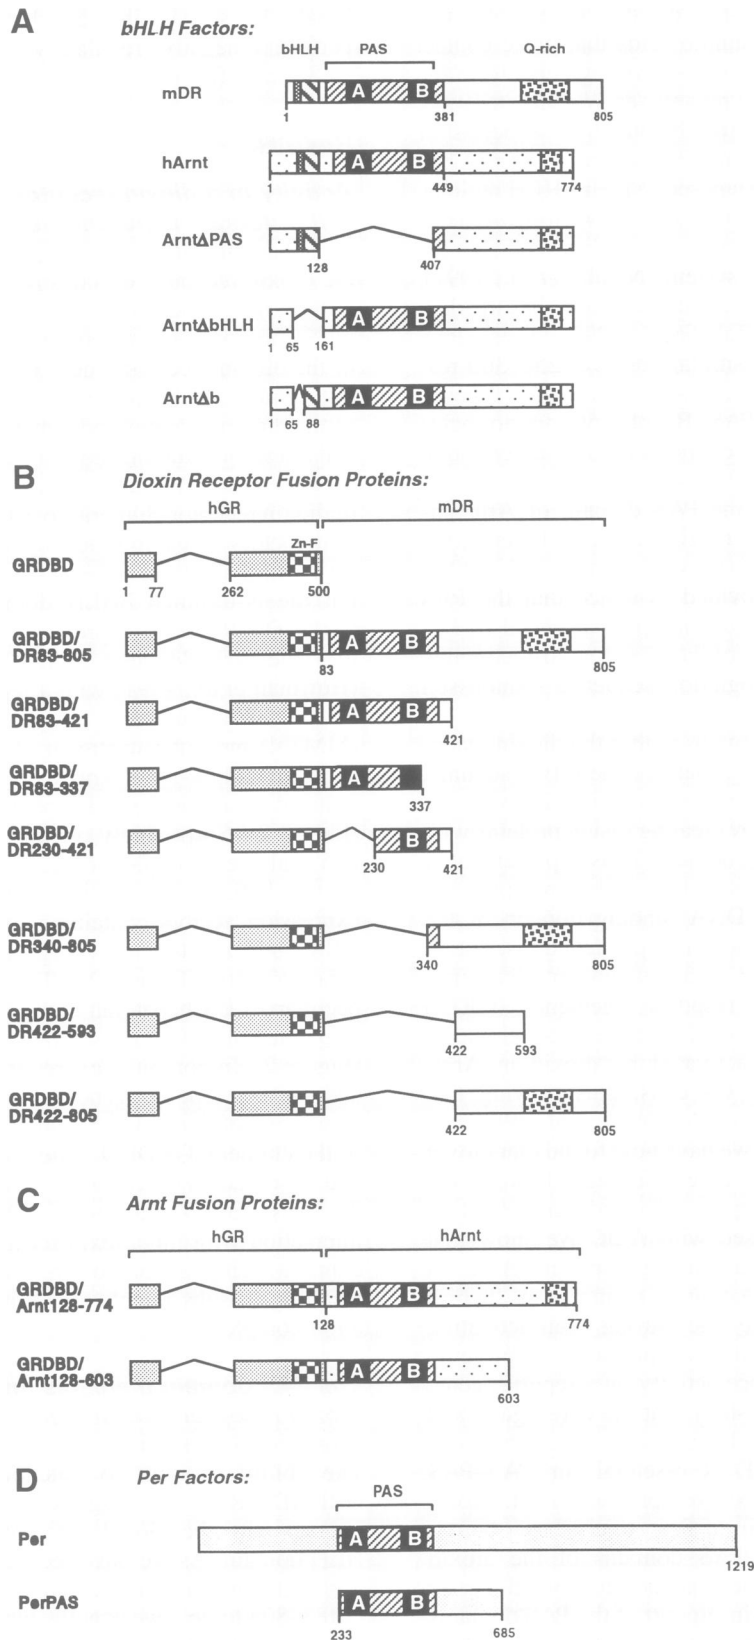 A
bHLH Factors:
bHLH PAS Q-rich
mDR A B
1 381 805
hArnt A B
1 449 774
ArntΔPAS
128 407
ArntΔbHLH A B
1 65 161
ArntΔb A B
1 65 88
B
Dioxin Receptor Fusion Proteins:
hGR mDR
Zn-F
GRDBD
1 77 262 500
GRDBD/
DR83-805 A B
83 805
GRDBD/
DR83-421 A B
421
GRDBD/
DR83-337 A
337
GRDBD/
DR230-421 B
230 421
GRDBD/
DR340-805
340 805
GRDBD/
DR422-593
422 593
GRDBD/
DR422-805
422 805
C
Arnt Fusion Proteins:
hGR hArnt
GRDBD/
Arnt128-774 A B
128 774
GRDBD/
Arnt128-603 A B
603
D
Per Factors:
PAS
Per A B
1219
PerPAS A B
233 685